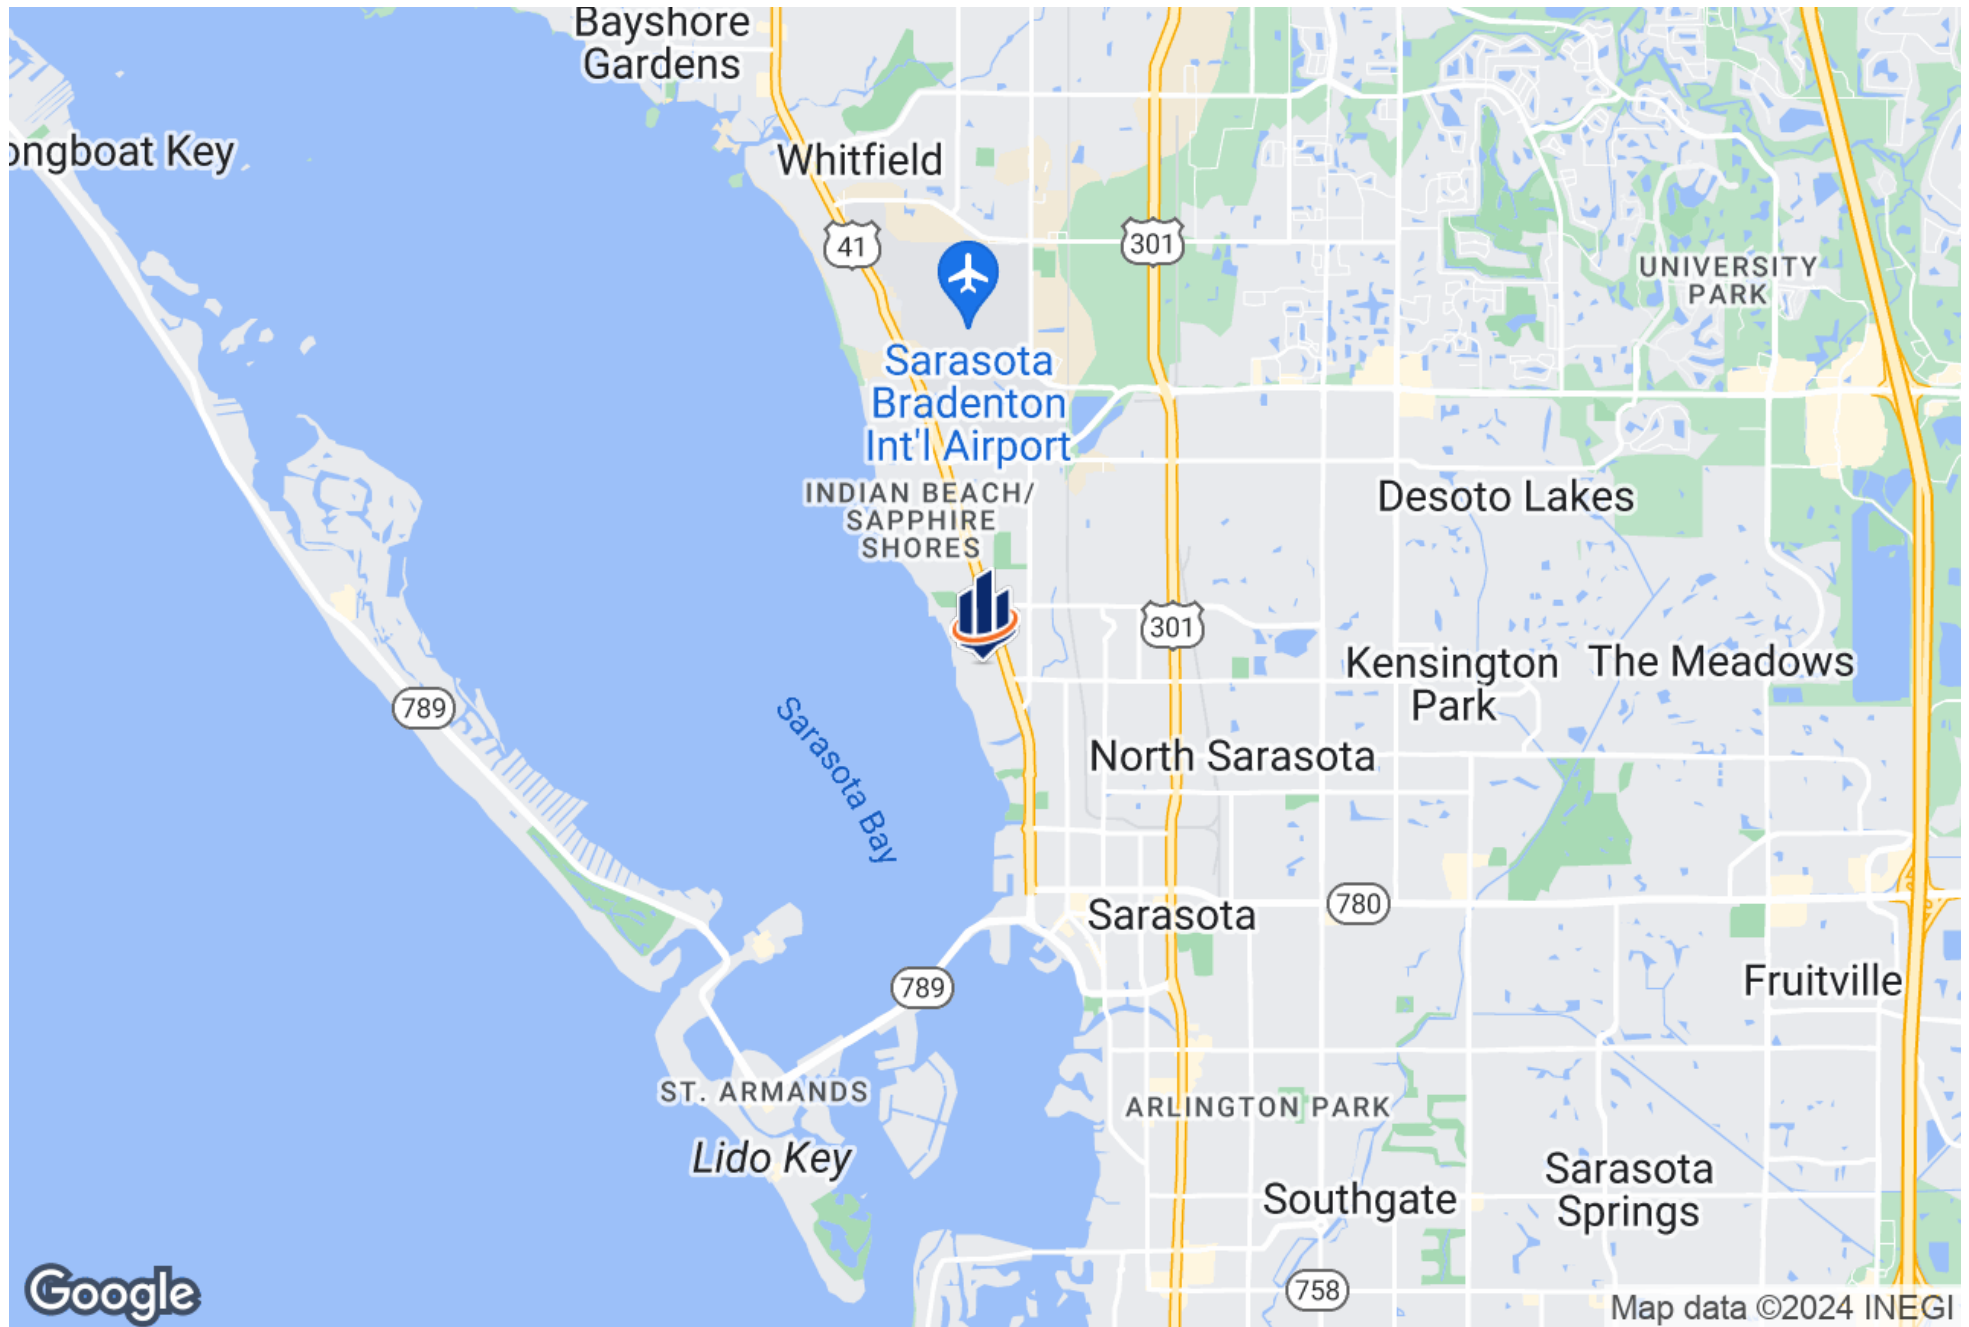 Bayshore
Gardens
ongboat Key
Whitfield
41
301
UNIVERSITY
PARK
Sarasota
Bradenton
Int'l Airport
INDIAN BEACH/
SAPPHIRE
SHORES
Desoto Lakes
301
Kensington
Park
The Meadows
789
Sarasota Bay
North Sarasota
780
Sarasota
789
Fruitville
ST. ARMANDS
ARLINGTON PARK
Lido Key
Southgate
Sarasota
Springs
758
Google
Map data ©2024 INEGI